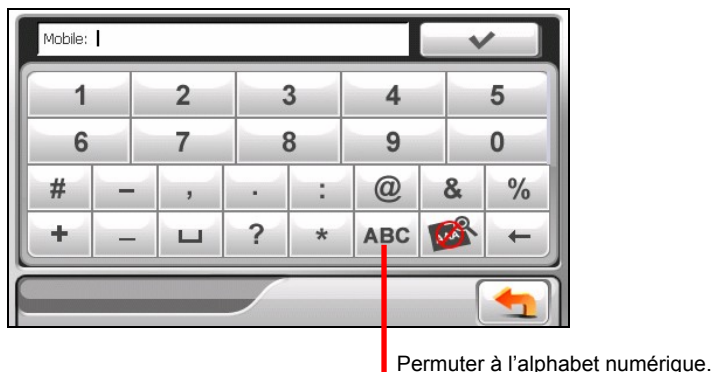 Mobile:
1 2 3 4 5
6 7 8 9 0
# - , . : @ & %
+ _ ? * ABC ←
Permuter à l'alphabet numérique.